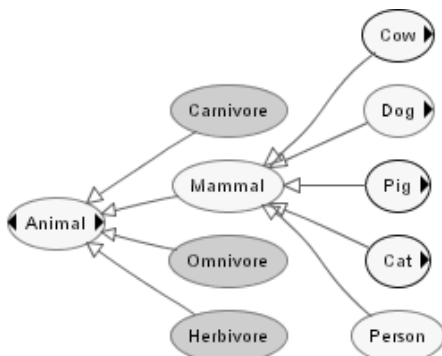 Cow
Carnivore
Dog
Mammal
Pig
Animal
Omnivore
Cat
Herbivore
Person